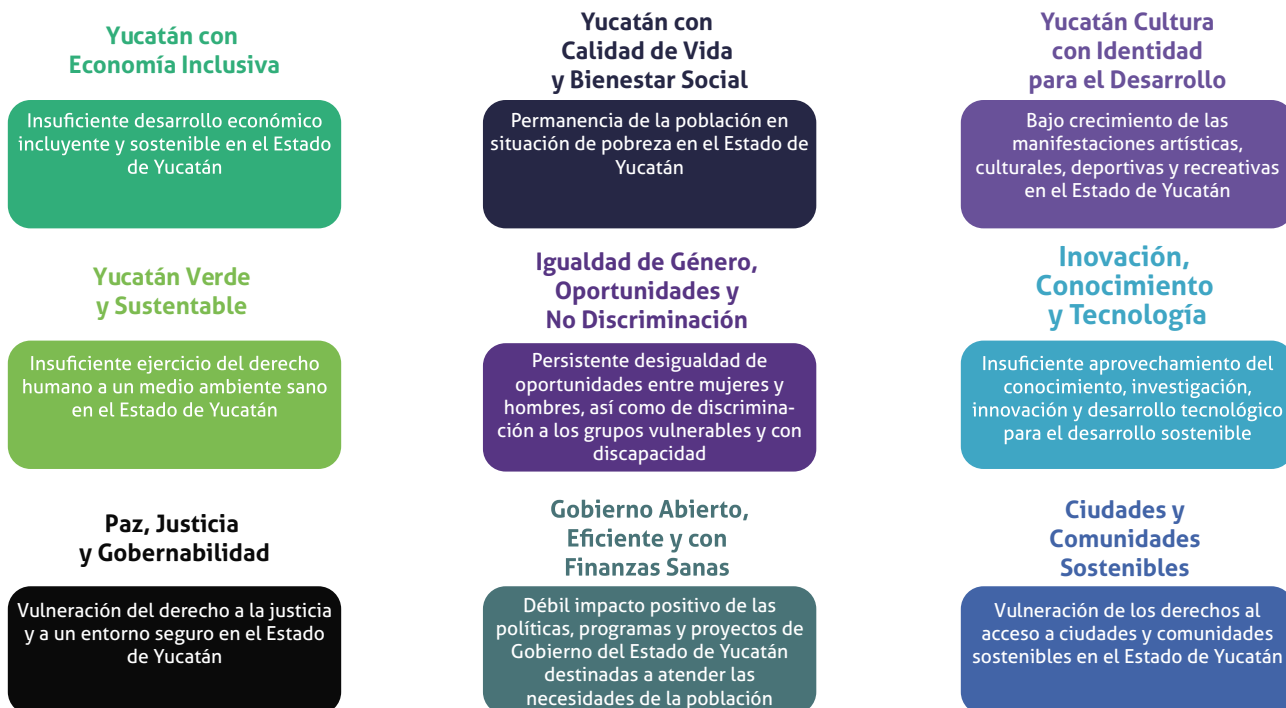 Yucatán con
Economía Inclusiva
Insuficiente desarrollo económico
incluyente y sostenible en el Estado
de Yucatán
Yucatán con
Calidad de Vida
y Bienestar Social
Permanencia de la población en
situación de pobreza en el Estado de
Yucatán
Yucatán Cultura
con Identidad
para el Desarrollo
Bajo crecimiento de las
manifestaciones artísticas,
culturales, deportivas y recreativas
en el Estado de Yucatán
Yucatán Verde
y Sustentable
Insuficiente ejercicio del derecho
humano a un medio ambiente sano
en el Estado de Yucatán
Igualdad de Género,
Oportunidades y
No Discriminación
Persistente desigualdad de
oportunidades entre mujeres y
hombres, así como de discrimina-
ción a los grupos vulnerables y con
discapacidad
Inovación,
Conocimiento
y Tecnología
Insuficiente aprovechamiento del
conocimiento, investigación,
innovación y desarrollo tecnológico
para el desarrollo sostenible
Paz, Justicia
y Gobernabilidad
Vulneración del derecho a la justicia
y a un entorno seguro en el Estado
de Yucatán
Gobierno Abierto,
Eficiente y con
Finanzas Sanas
Débil impacto positivo de las
políticas, programas y proyectos de
Gobierno del Estado de Yucatán
destinadas a atender las
necesidades de la población
Ciudades y
Comunidades
Sostenibles
Vulneración de los derechos al
acceso a ciudades y comunidades
sostenibles en el Estado de Yucatán